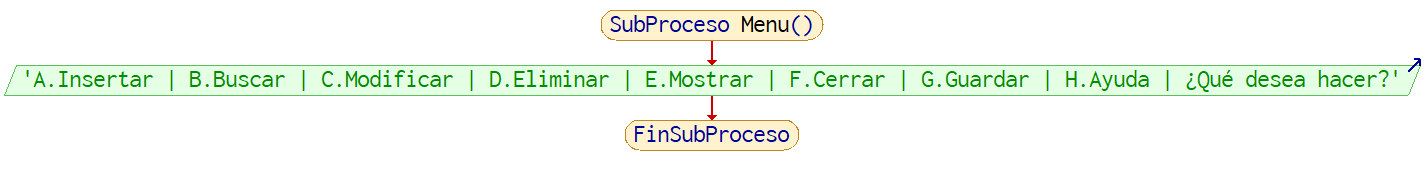 SubProceso Menu()
'A.Insertar | B.Buscar | C.Modificar | D.Eliminar | E.Mostrar | F.Cerrar | G.Guardar | H.Ayuda | ¿Qué desea hacer?'
FinSubProceso